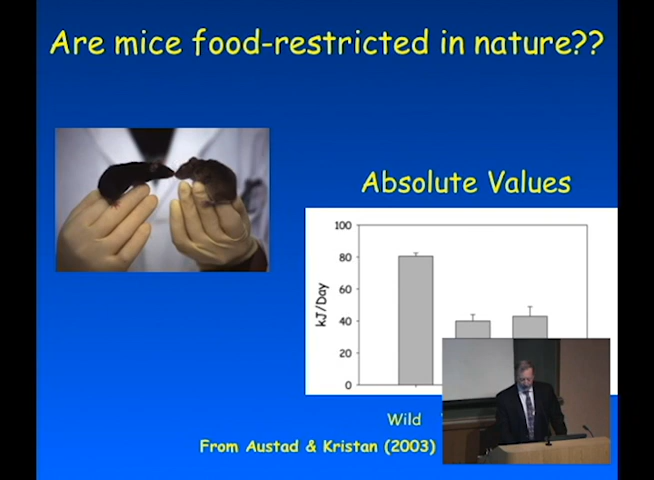 Are mice food-restricted in nature??
Absolute Values
100
80
60
40
20
0
kJ/Day
Wild
From Austad & Kristan (2003)